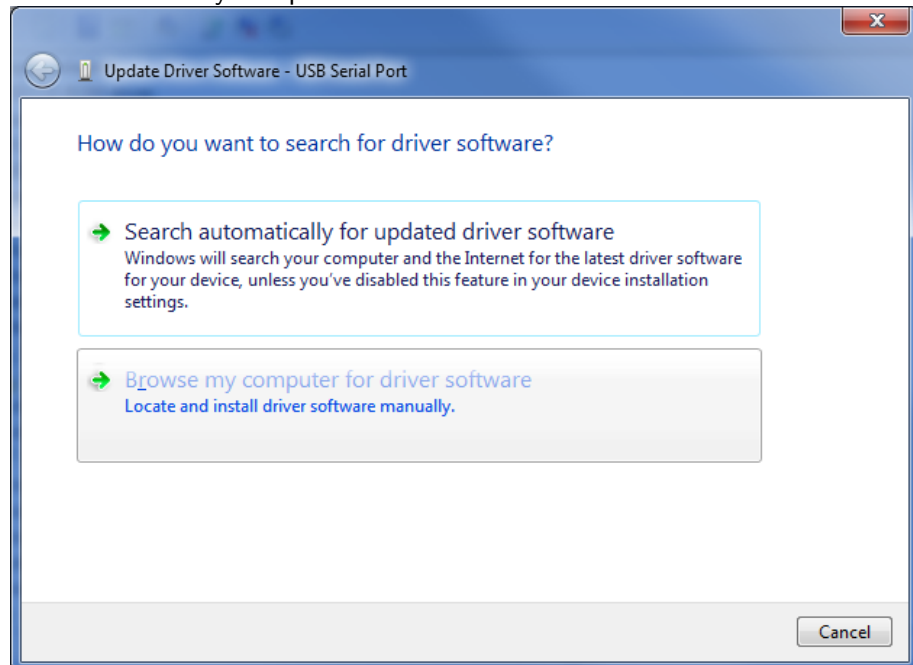 Update Driver Software - USB Serial Port
How do you want to search for driver software?
Search automatically for updated driver software
Windows will search your computer and the Internet for the latest driver software
for your device, unless you've disabled this feature in your device installation
settings.
Browse my computer for driver software
Locate and install driver software manually.
Cancel